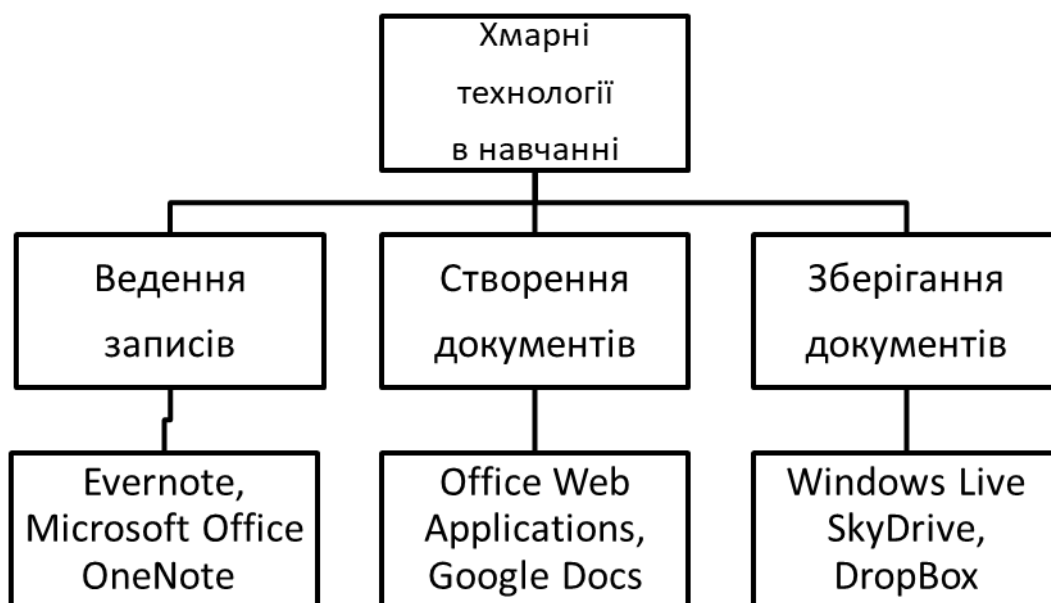 Хмарні
технології
в навчанні
Ведення
записів
Створення
документів
Зберігання
документів
Evernote,
Microsoft Office
OneNote
Office Web
Applications,
Google Docs
Windows Live
SkyDrive,
DropBox